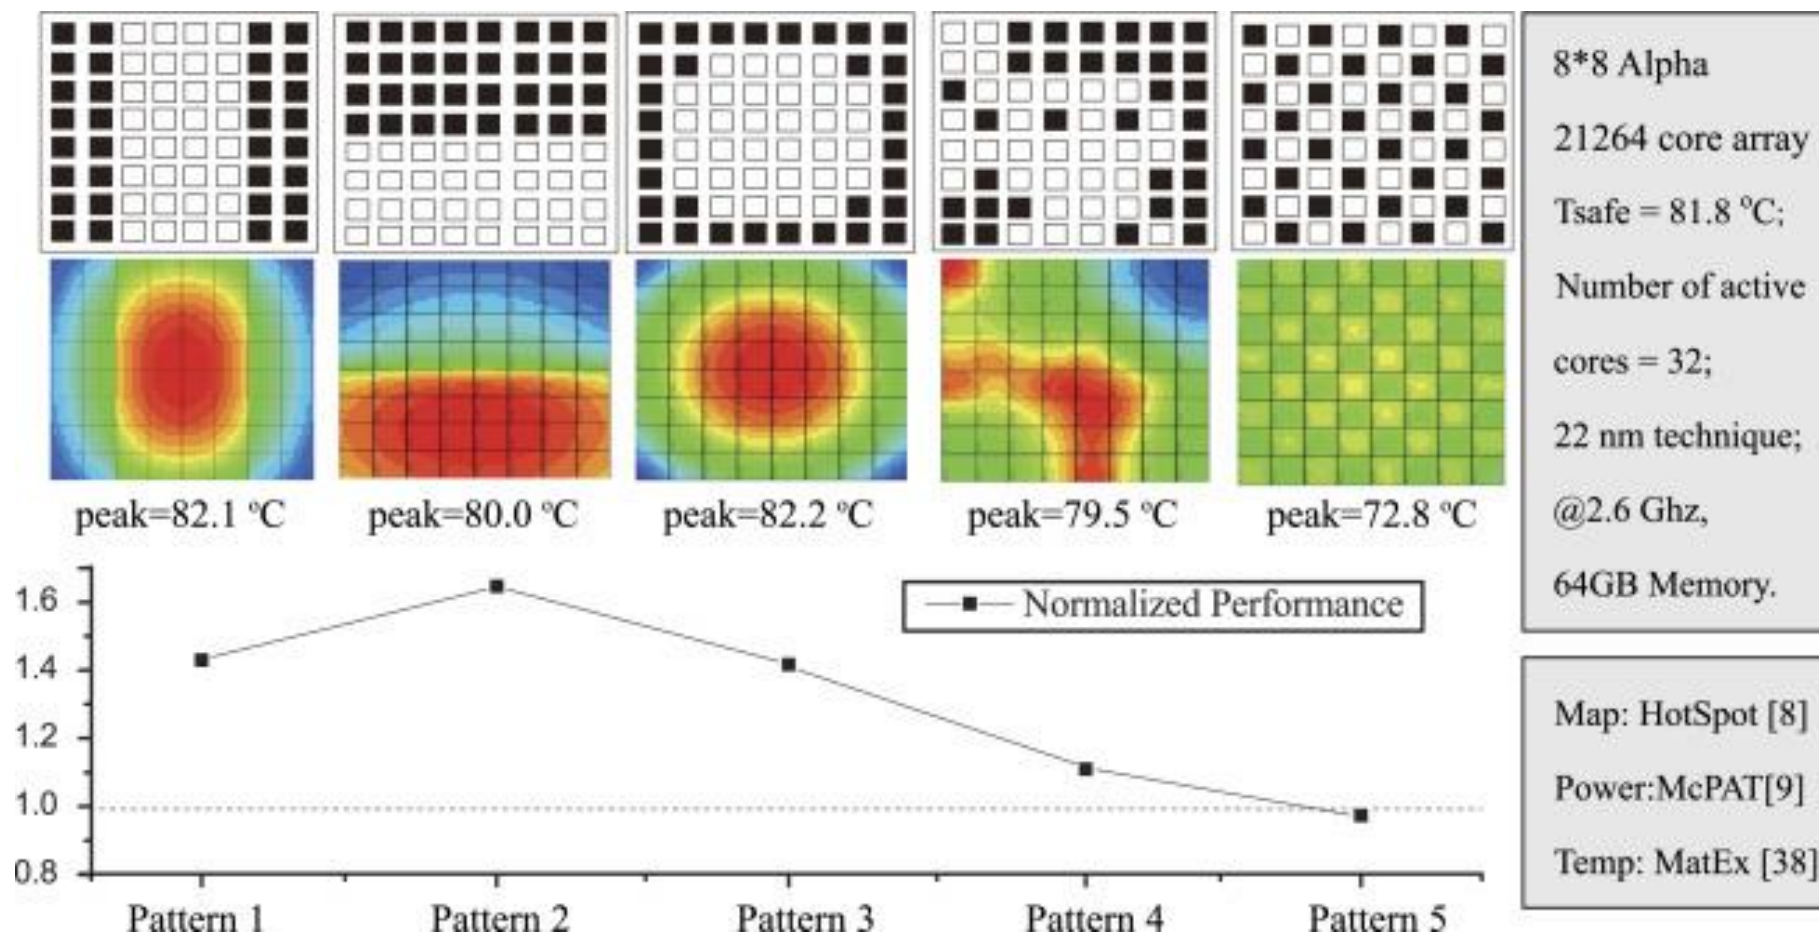 8*8 Alpha
21264 core array
Tsafe = 81.8 °C;
Number of active
cores = 32;
22 nm technique;
@2.6 Ghz,
64GB Memory.
peak=82.1 °C
peak=80.0 °C
peak=82.2 °C
peak=79.5 °C
peak=72.8 °C
Normalized Performance
1.6
1.4
1.2
1.0
0.8
Pattern 1
Pattern 2
Pattern 3
Pattern 4
Pattern 5
Map: HotSpot [8]
Power:McPAT[9]
Temp: MatEx [38]